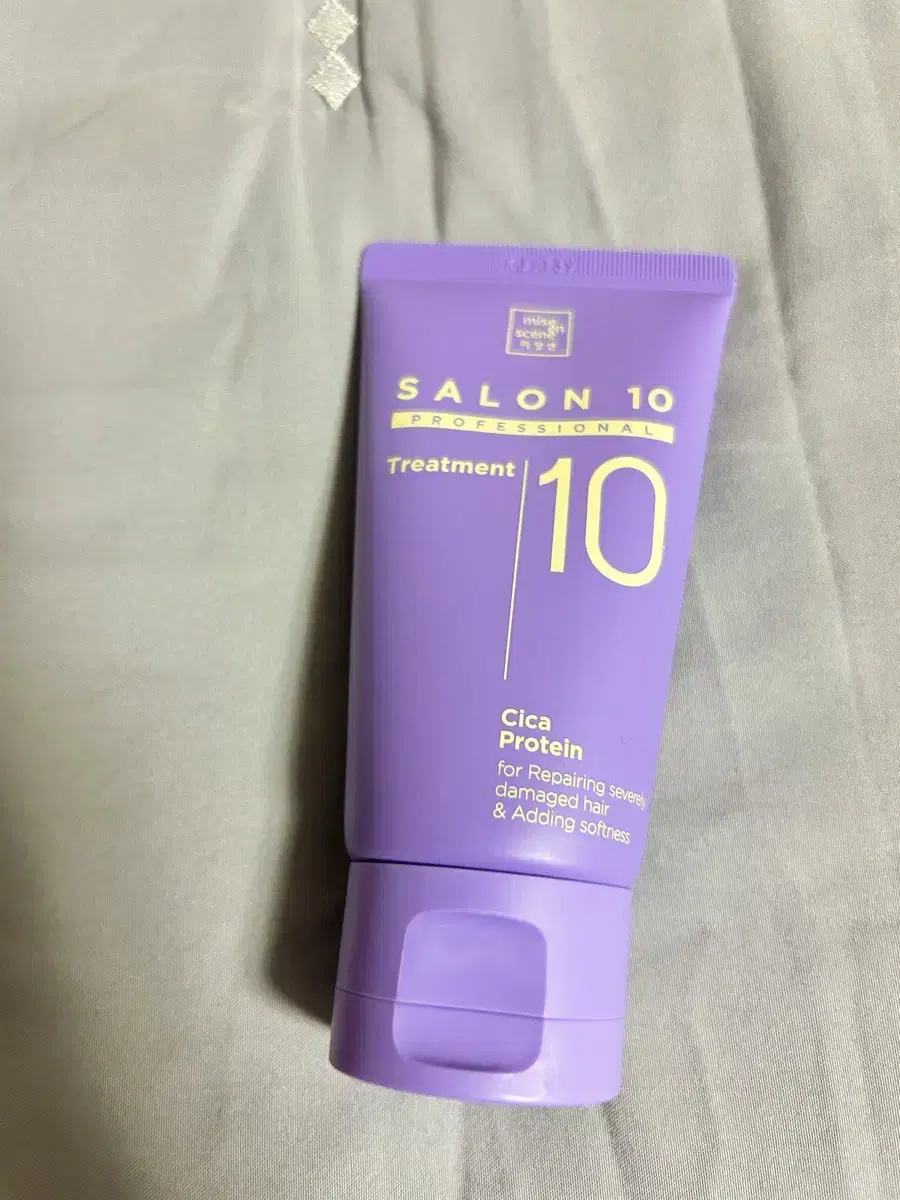 mise
en
scène
미쟝센
SALON 10
PROFESSIONAL
Treatment
10
Cica
Protein
for Repairing severely
damaged hair
& Adding softness